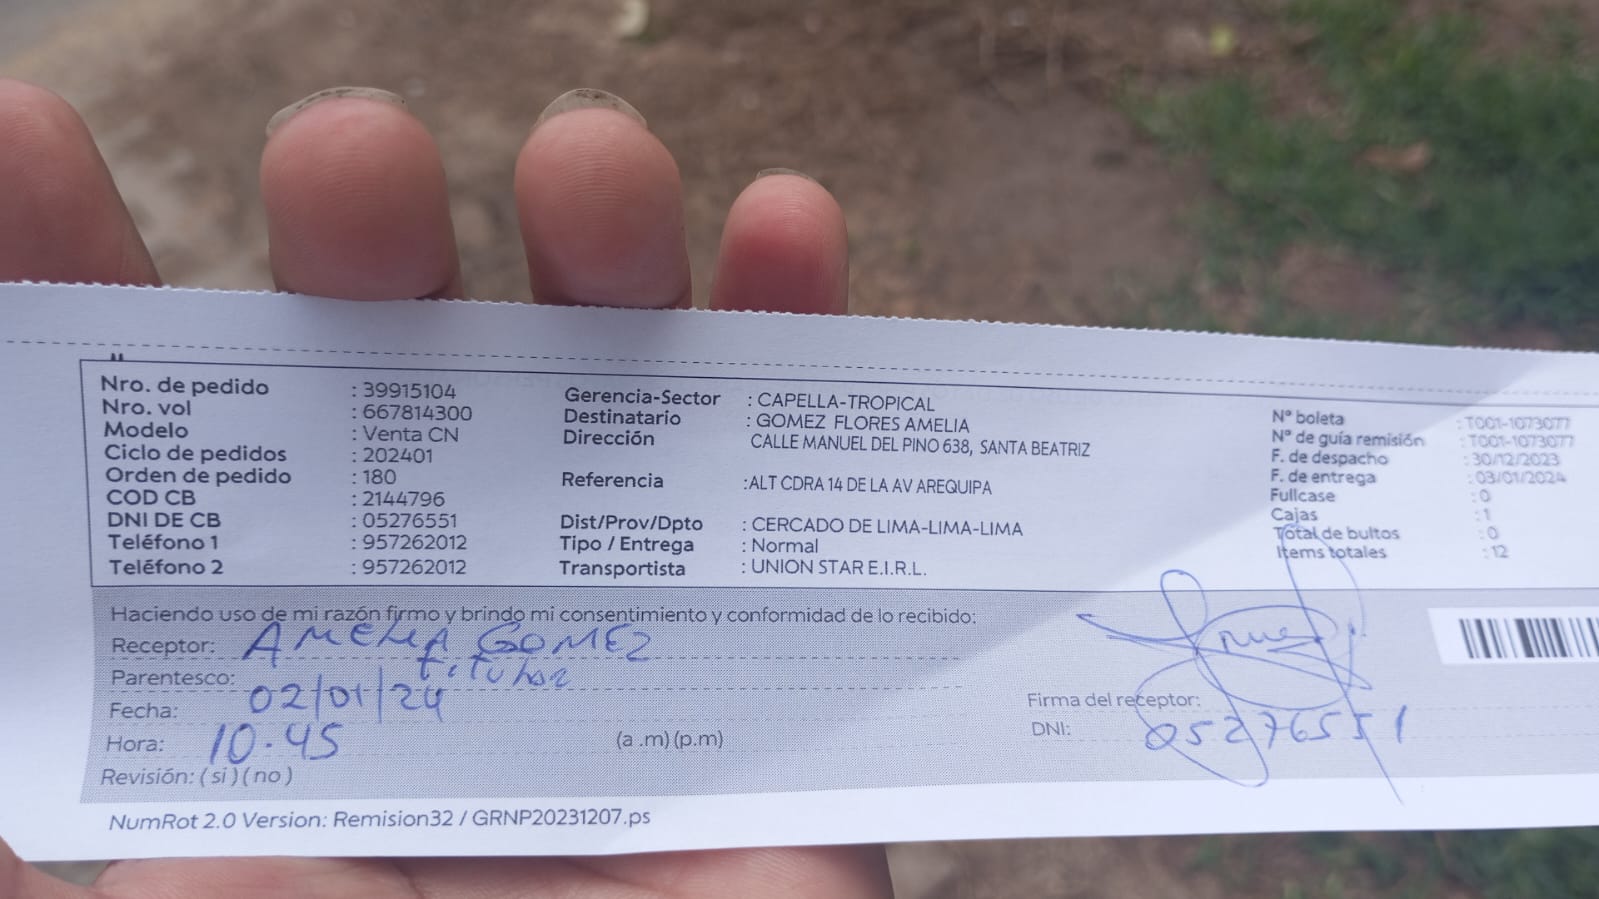 Nro. de pedido : 39915104
Nro. vol : 667814300
Modelo : Venta CN
Ciclo de pedidos : 202401
Orden de pedido : 180
COD CB : 2144796
DNI DE CB : 05276551
Teléfono 1 : 957262012
Teléfono 2 : 957262012
Gerencia-Sector : CAPELLA-TROPICAL
Destinatario : GOMEZ FLORES AMELIA
Dirección CALLE MANUEL DEL PINO 638, SANTA BEATRIZ
Referencia :ALT CDRA 14 DE LA AV AREQUIPA
Dist/Prov/Dpto : CERCADO DE LIMA-LIMA-LIMA
Tipo / Entrega : Normal
Transportista : UNION STAR E.I.R.L.
N° boleta : T001-1073077
N° de guía remisión : T001-1073077
F. de despacho : 30/12/2023
F. de entrega : 03/01/2024
Fullcase : 0
Cajas : 1
Total de bultos : 0
Items totales : 12
Haciendo uso de mi razón firmo y brindo mi consentimiento y conformidad de lo recibido:
Receptor: AMELIA GOMEZ
Parentesco: titular
Fecha: 02/01/24
Hora: 10.45 (a .m) (p.m)
Revisión: ( si ) ( no )
Firma del receptor:
DNI: 05276551
NumRot 2.0 Version: Remision32 / GRNP20231207.ps